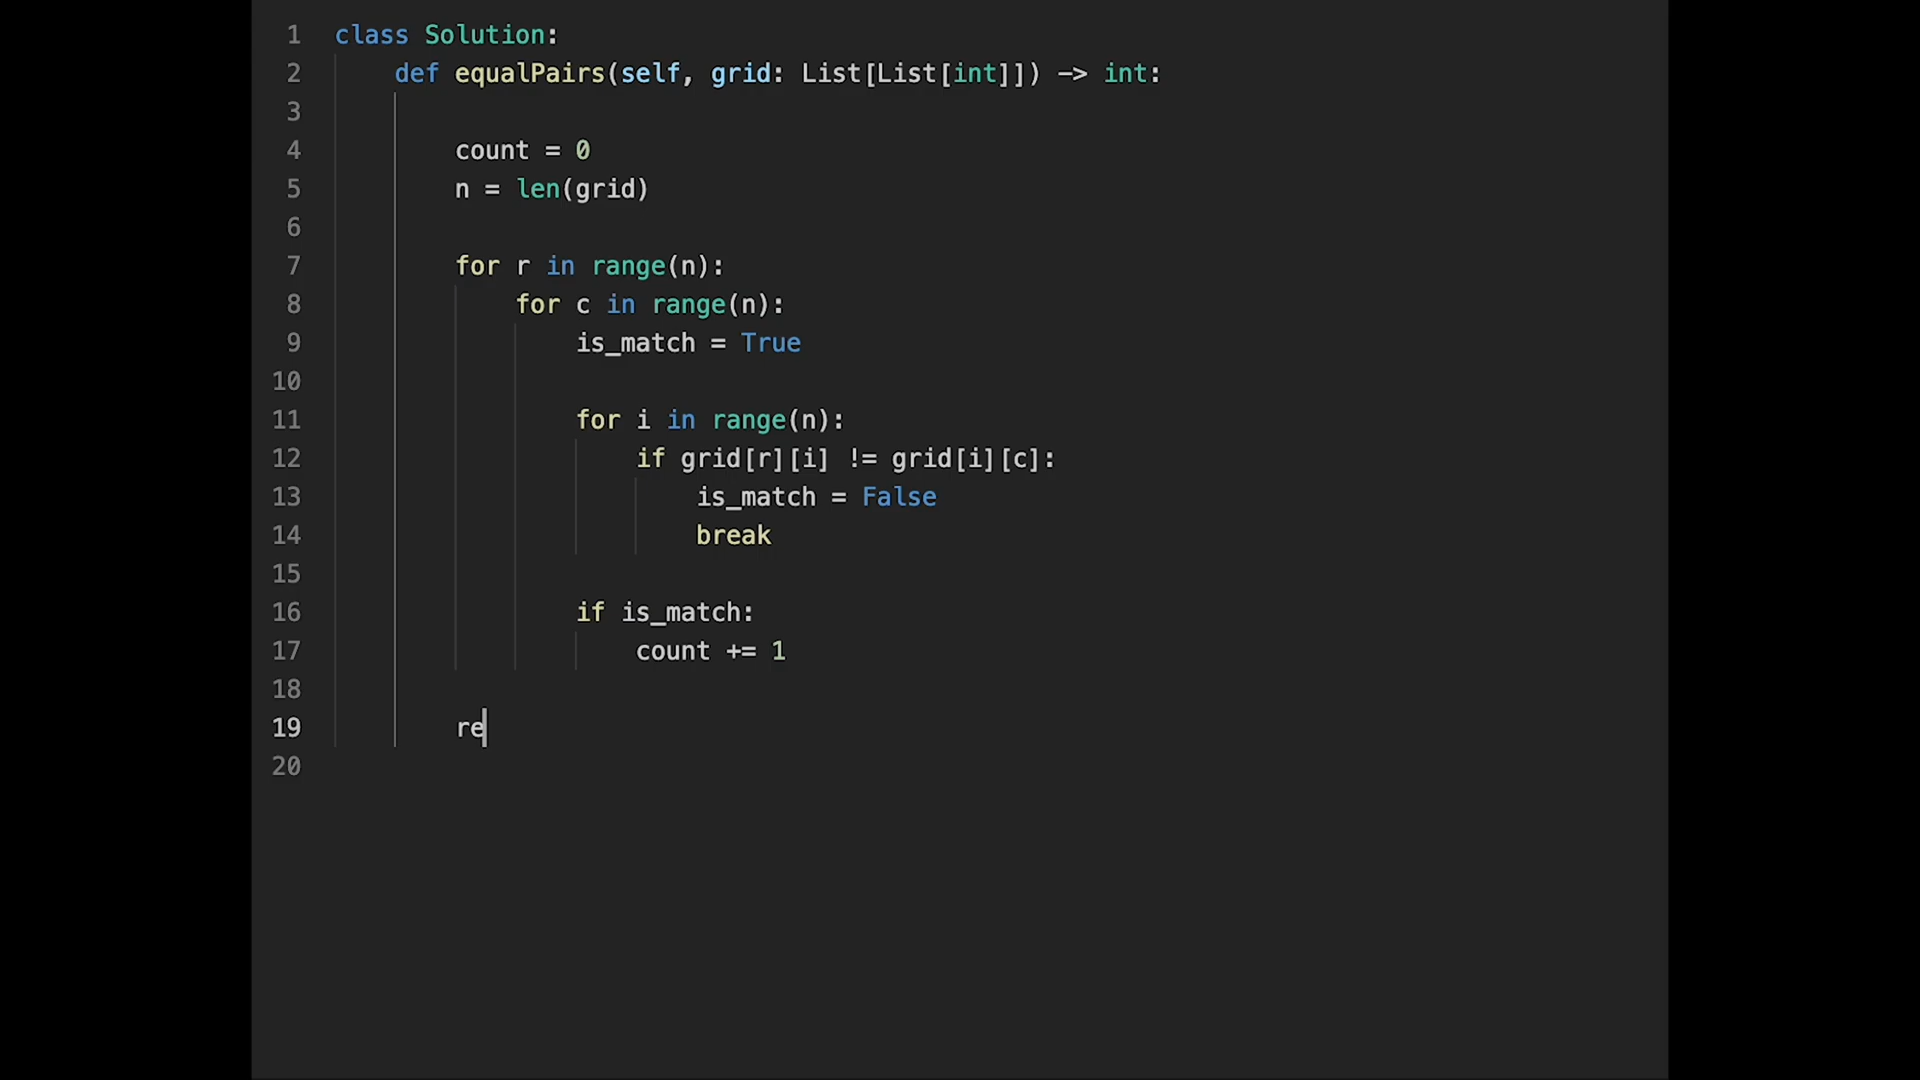 1 class Solution:
2     def equalPairs(self, grid: List[List[int]]) -> int:
3
4         count = 0
5         n = len(grid)
6
7         for r in range(n):
8             for c in range(n):
9                 is_match = True
10
11                 for i in range(n):
12                     if grid[r][i] != grid[i][c]:
13                         is_match = False
14                         break
15
16                 if is_match:
17                     count += 1
18
19         re
20